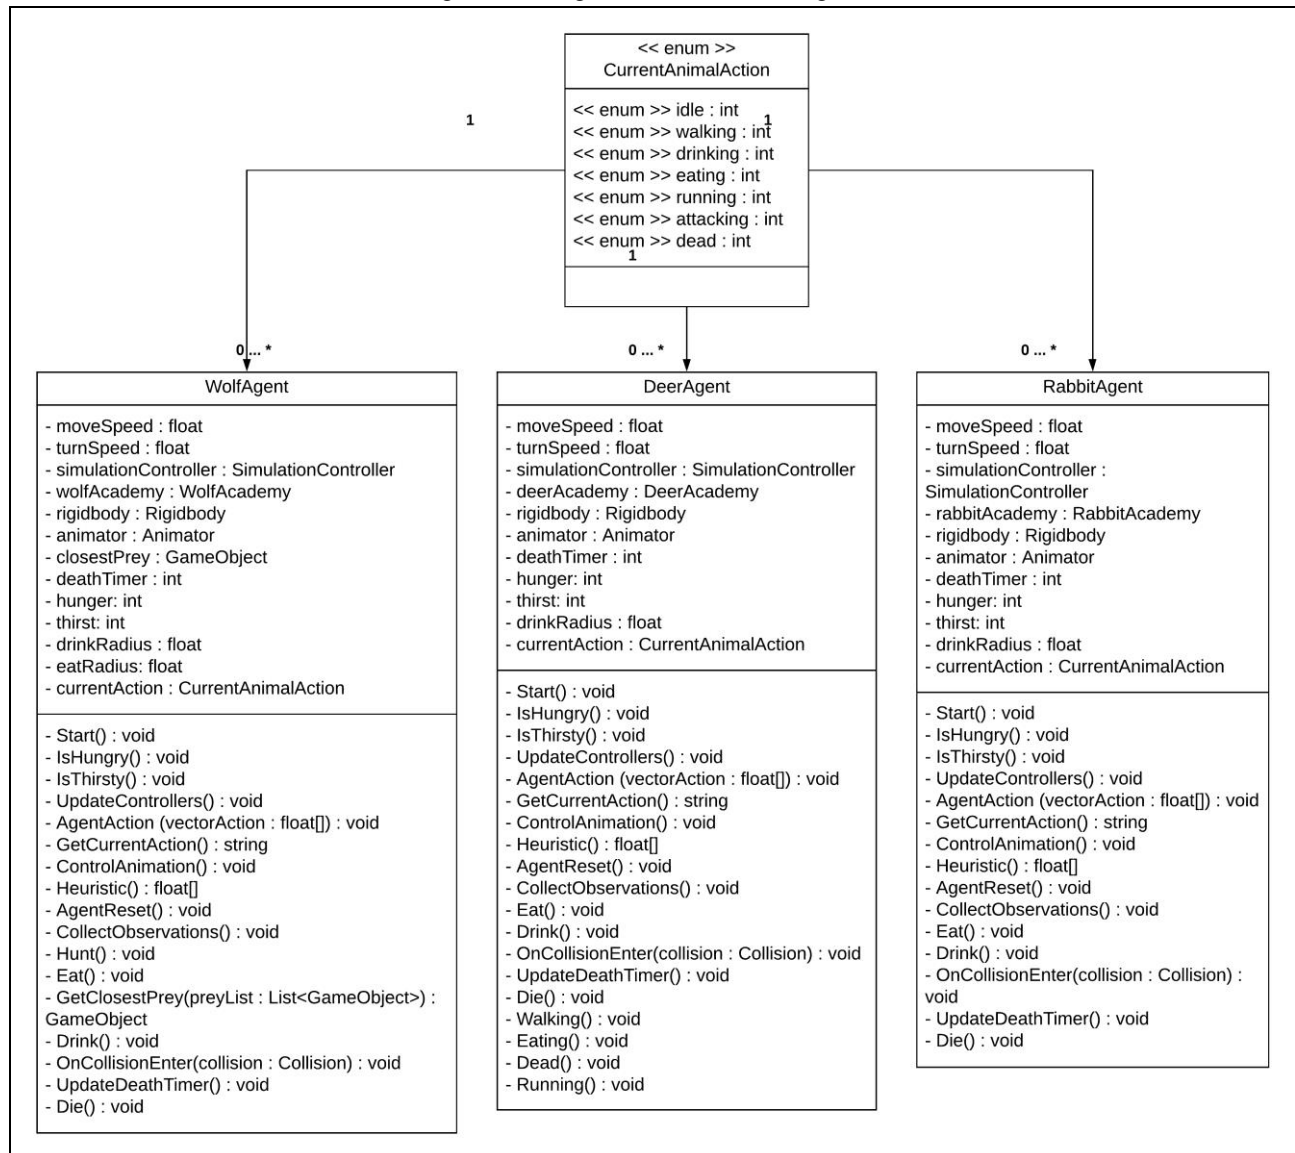 << enum >>
CurrentAnimalAction
<< enum >> idle : int
<< enum >> walking : int
<< enum >> drinking : int
<< enum >> eating : int
<< enum >> running : int
<< enum >> attacking : int
<< enum >> dead : int
1
1
1
0 ... *
0 ... *
0 ... *
WolfAgent
- moveSpeed : float
- turnSpeed : float
- simulationController : SimulationController
- wolfAcademy : WolfAcademy
- rigidbody : Rigidbody
- animator : Animator
- closestPrey : GameObject
- deathTimer : int
- hunger: int
- thirst: int
- drinkRadius : float
- eatRadius: float
- currentAction : CurrentAnimalAction
- Start() : void
- IsHungry() : void
- IsThirsty() : void
- UpdateControllers() : void
- AgentAction (vectorAction : float[]) : void
- GetCurrentAction() : string
- ControlAnimation() : void
- Heuristic() : float[]
- AgentReset() : void
- CollectObservations() : void
- Hunt() : void
- Eat() : void
- GetClosestPrey(preyList : List<GameObject>) :
GameObject
- Drink() : void
- OnCollisionEnter(collision : Collision) : void
- UpdateDeathTimer() : void
- Die() : void
DeerAgent
- moveSpeed : float
- turnSpeed : float
- simulationController : SimulationController
- deerAcademy : DeerAcademy
- rigidbody : Rigidbody
- animator : Animator
- deathTimer : int
- hunger: int
- thirst: int
- drinkRadius : float
- currentAction : CurrentAnimalAction
- Start() : void
- IsHungry() : void
- IsThirsty() : void
- UpdateControllers() : void
- AgentAction (vectorAction : float[]) : void
- GetCurrentAction() : string
- ControlAnimation() : void
- Heuristic() : float[]
- AgentReset() : void
- CollectObservations() : void
- Eat() : void
- Drink() : void
- OnCollisionEnter(collision : Collision) : void
- UpdateDeathTimer() : void
- Die() : void
- Walking() : void
- Eating() : void
- Dead() : void
- Running() : void
RabbitAgent
- moveSpeed : float
- turnSpeed : float
- simulationController :
SimulationController
- rabbitAcademy : RabbitAcademy
- rigidbody : Rigidbody
- animator : Animator
- deathTimer : int
- hunger: int
- thirst: int
- drinkRadius : float
- currentAction : CurrentAnimalAction
- Start() : void
- IsHungry() : void
- IsThirsty() : void
- UpdateControllers() : void
- AgentAction (vectorAction : float[]) : void
- GetCurrentAction() : string
- ControlAnimation() : void
- Heuristic() : float[]
- AgentReset() : void
- CollectObservations() : void
- Eat() : void
- Drink() : void
- OnCollisionEnter(collision : Collision) :
void
- UpdateDeathTimer() : void
- Die() : void